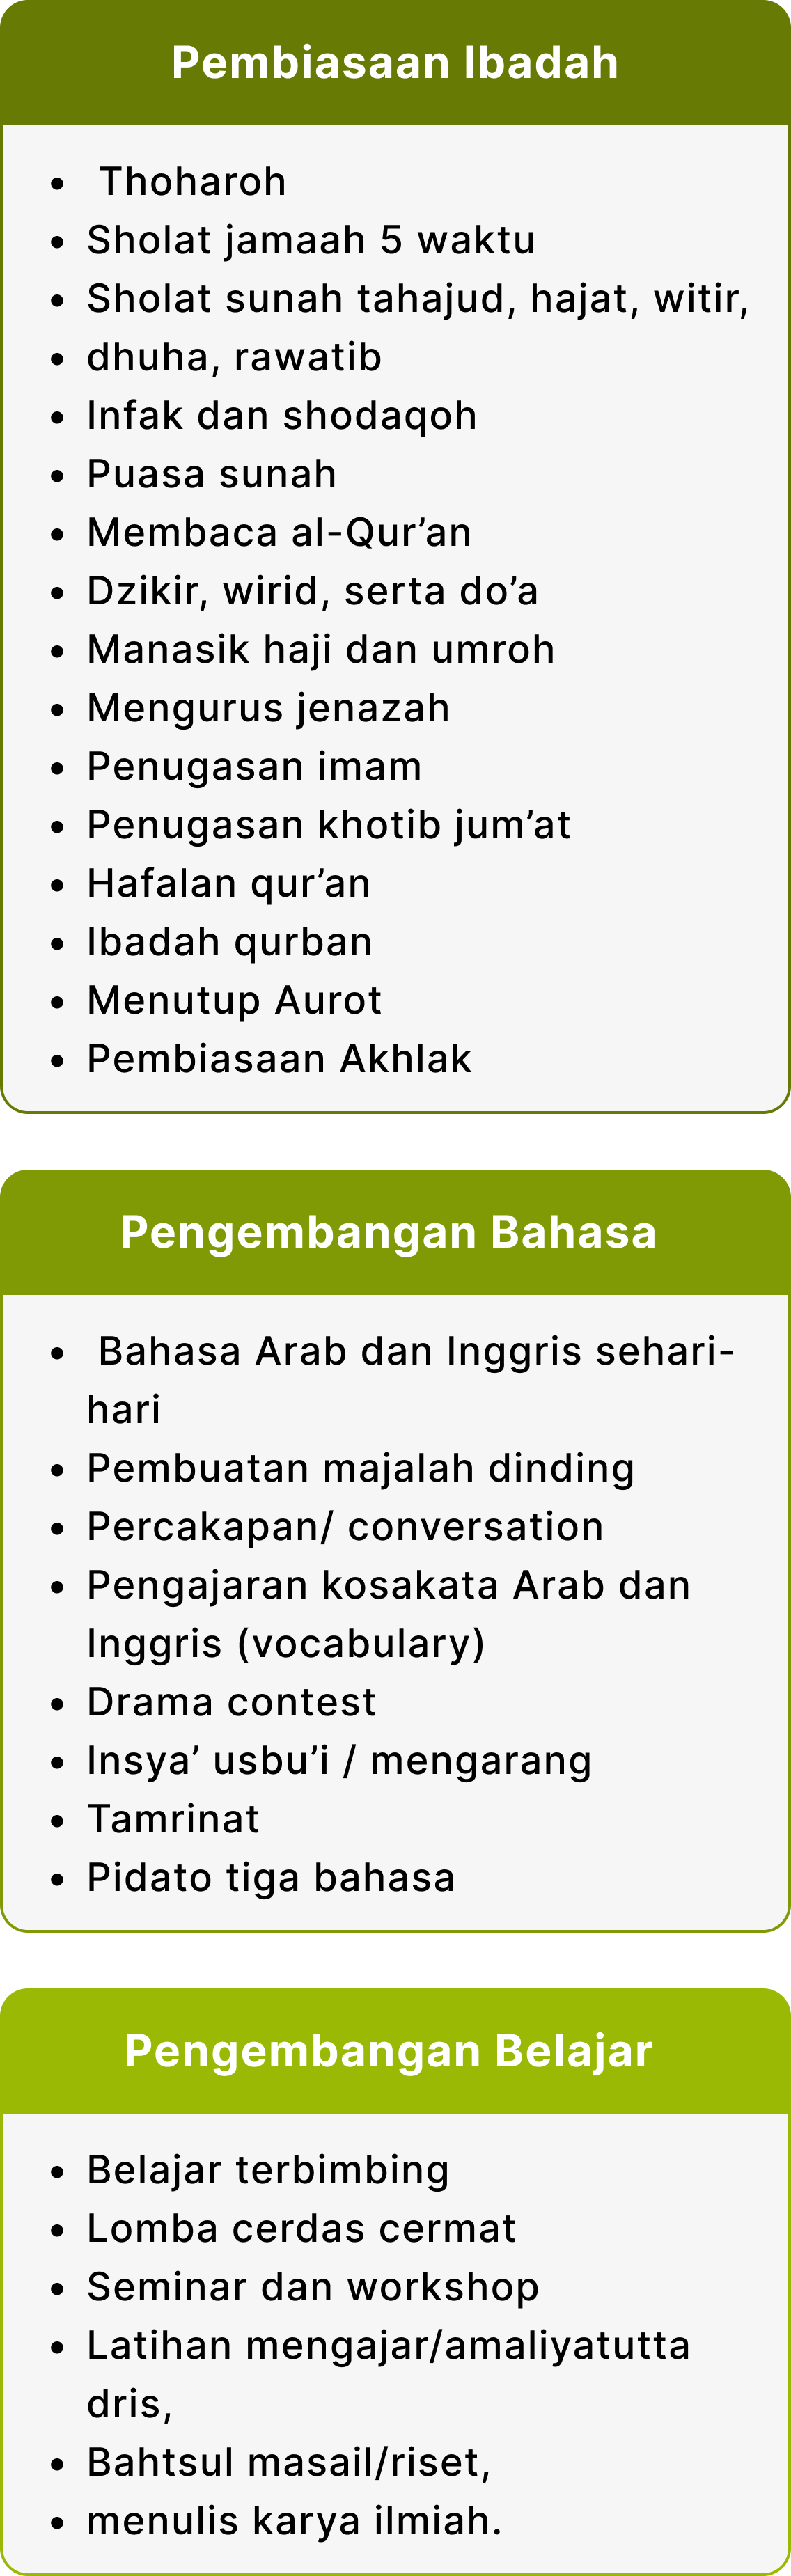 Pembiasaan Ibadah
• Thoharoh
• Sholat jamaah 5 waktu
• Sholat sunah tahajud, hajat, witir,
• dhuha, rawatib
• Infak dan shodaqoh
• Puasa sunah
• Membaca al-Qur’an
• Dzikir, wirid, serta do’a
• Manasik haji dan umroh
• Mengurus jenazah
• Penugasan imam
• Penugasan khotib jum’at
• Hafalan qur’an
• Ibadah qurban
• Menutup Aurot
• Pembiasaan Akhlak
Pengembangan Bahasa
• Bahasa Arab dan Inggris sehari-
hari
• Pembuatan majalah dinding
• Percakapan/ conversation
• Pengajaran kosakata Arab dan
Inggris (vocabulary)
• Drama contest
• Insya’ usbu’i / mengarang
• Tamrinat
• Pidato tiga bahasa
Pengembangan Belajar
• Belajar terbimbing
• Lomba cerdas cermat
• Seminar dan workshop
• Latihan mengajar/amaliyatutta
dris,
• Bahtsul masail/riset,
• menulis karya ilmiah.